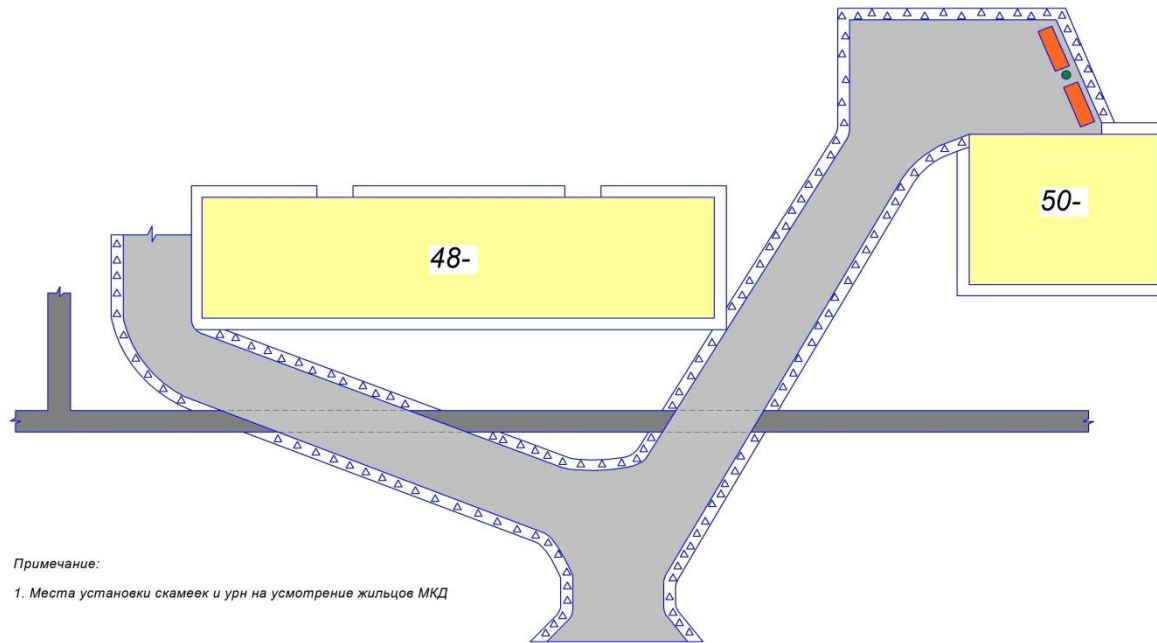 50-
48-
Примечание:
1. Места установки скамеек и урн на усмотрение жильцов МКД